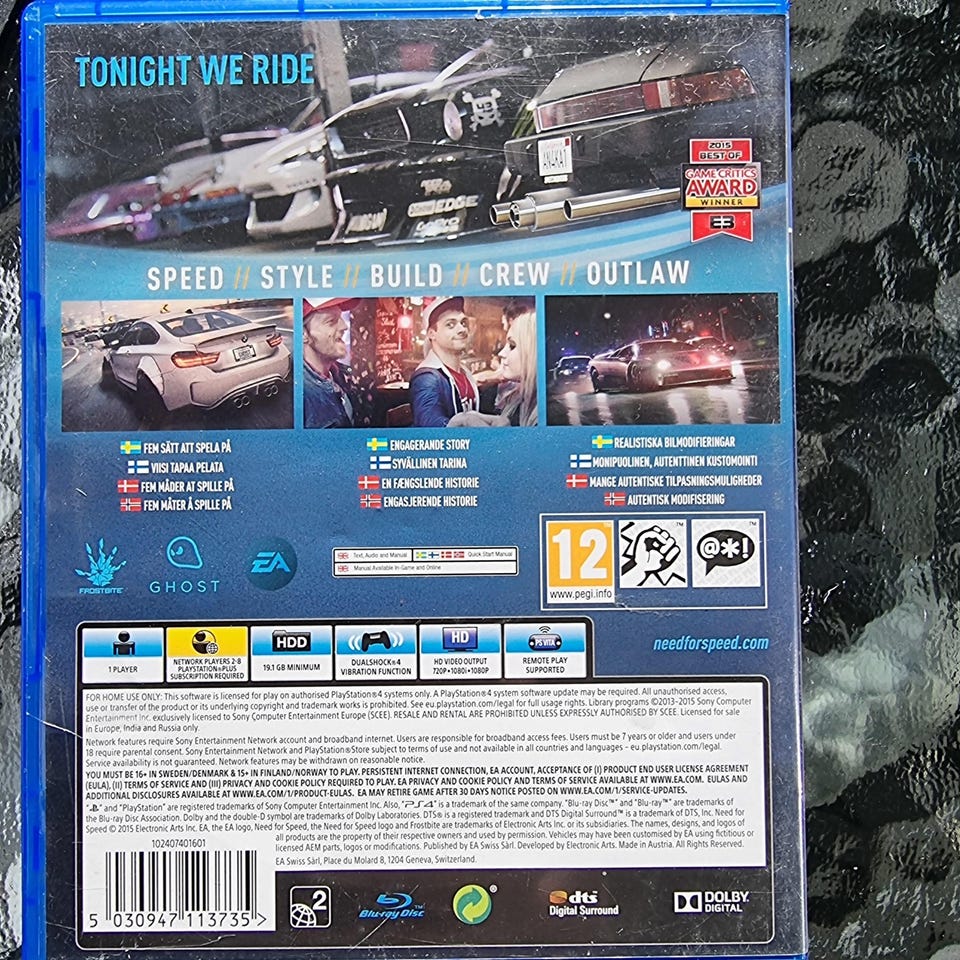 TONIGHT WE RIDE
AN4KA1
2015
BEST OF
GAME CRITICS
AWARD
WINNER
E3
SPEED // STYLE // BUILD // CREW // OUTLAW
FEM SÄTT ATT SPELA PÅ
VIISI TAPAA PELATA
FEM MÅDER AT SPILLE PÅ
FEM MÅTER Å SPILLE PÅ
ENGAGERANDE STORY
SYVÄLLINEN TARINA
EN FÆNGSLENDE HISTORIE
ENGASJERENDE HISTORIE
REALISTISKA BILMODIFIERINGAR
MONIPUOLINEN, AUTENTTINEN KUSTOMOINTI
MANGE AUTENTISKE TILPASNINGSMULIGHEDER
AUTENTISK MODIFISERING
FROSTBITE™
GHOST
EA
Text, Audio and Manual Quick Start Manual
Manual Available In-Game and Online
12
www.pegi.info
@*!
needforspeed.com
1 PLAYER
NETWORK PLAYERS 2-8
PLAYSTATION®PLUS
SUBSCRIPTION REQUIRED
HDD
19.1 GB MINIMUM
DUALSHOCK®4
VIBRATION FUNCTION
HD
HD VIDEO OUTPUT
720P•1080i•1080P
PS VITA
REMOTE PLAY
SUPPORTED
FOR HOME USE ONLY: This software is licensed for play on authorised PlayStation®4 systems only. A PlayStation®4 system software update may be required. All unauthorised access,
use or transfer of the product or its underlying copyright and trademark works is prohibited. See eu.playstation.com/legal for full usage rights. Library programs ©2013-2015 Sony Computer
Entertainment Inc. exclusively licensed to Sony Computer Entertainment Europe (SCEE). RESALE AND RENTAL ARE PROHIBITED UNLESS EXPRESSLY AUTHORISED BY SCEE. Licensed for sale
in Europe, India and Russia only.
Network features require Sony Entertainment Network account and broadband internet. Users are responsible for broadband access fees. Users must be 7 years or older and users under
18 require parental consent. Sony Entertainment Network and PlayStation®Store subject to terms of use and not available in all countries and languages – eu.playstation.com/legal.
Service availability is not guaranteed. Network features may be withdrawn on reasonable notice.
YOU MUST BE 16+ IN SWEDEN/DENMARK & 15+ IN FINLAND/NORWAY TO PLAY. PERSISTENT INTERNET CONNECTION, EA ACCOUNT, ACCEPTANCE OF (I) PRODUCT END USER LICENSE AGREEMENT
(EULA), (II) TERMS OF SERVICE AND (III) PRIVACY AND COOKIE POLICY REQUIRED TO PLAY. EA PRIVACY AND COOKIE POLICY AND TERMS OF SERVICE AVAILABLE AT WWW.EA.COM. EULAS AND
ADDITIONAL DISCLOSURES AVAILABLE AT WWW.EA.COM/1/PRODUCT-EULAS. EA MAY RETIRE GAME AFTER 30 DAYS NOTICE POSTED ON WWW.EA.COM/1/SERVICE-UPDATES.
" " and "PlayStation" are registered trademarks of Sony Computer Entertainment Inc. Also, "PS4" is a trademark of the same company. "Blu-ray Disc™" and "Blu-ray™" are trademarks of
the Blu-ray Disc Association. Dolby and the double-D symbol are trademarks of Dolby Laboratories. DTS® is a registered trademark and DTS Digital Surround™ is a trademark of DTS, Inc. Need for
Speed © 2015 Electronic Arts Inc. EA, the EA logo, Need for Speed, the Need for Speed logo and Frostbite are trademarks of Electronic Arts Inc. or its subsidiaries. The names, designs, and logos of
all products are the property of their respective owners and used by permission. Vehicles may have been customised by EA using fictitious or
licensed AEM parts, logos or modifications. Published by EA Swiss Sàrl. Developed by Electronic Arts. Made in Austria. All Rights Reserved.
EA Swiss Sàrl, Place du Molard 8, 1204 Geneva, Switzerland.
102407401601
5 030947 113735 >
2
Blu-ray Disc
dts
Digital Surround
DOLBY
DIGITAL